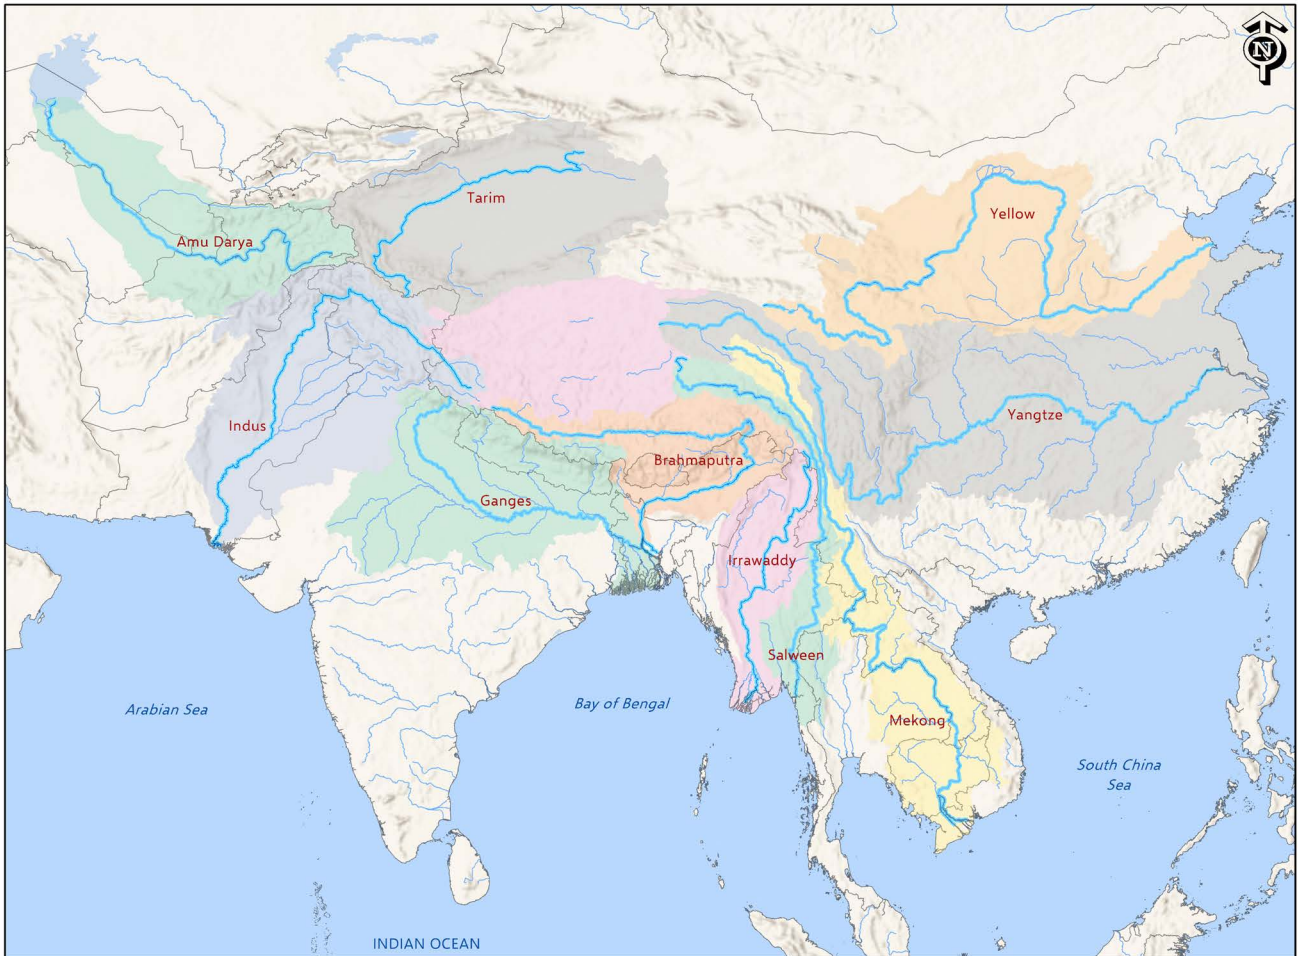 N
Tarim
Yellow
Amu Darya
Yangtze
Indus
Brahmaputra
Ganges
Irrawaddy
Salween
Bay of Bengal
Arabian Sea
Mekong
South China
Sea
INDIAN OCEAN